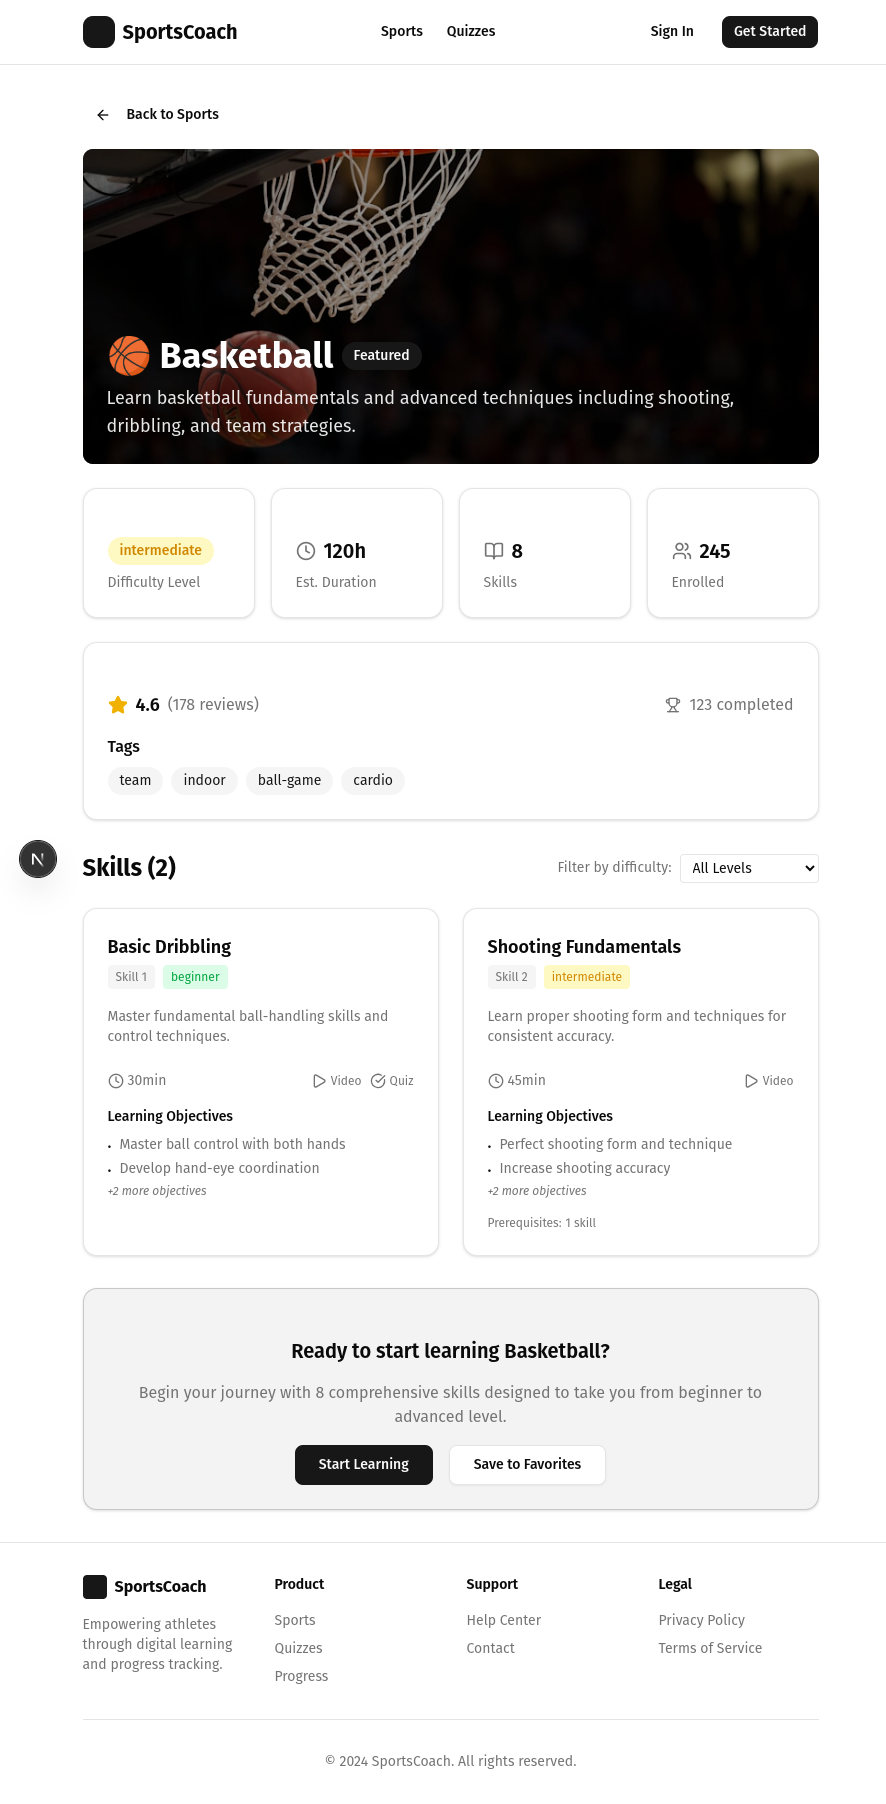 SportsCoach
Sports
Quizzes
Sign In
Get Started
Back to Sports
Basketball
Featured
Learn basketball fundamentals and advanced techniques including shooting,
dribbling, and team strategies.
intermediate
Difficulty Level
120h
Est. Duration
8
Skills
245
Enrolled
4.6 (178 reviews)
123 completed
Tags
team
indoor
ball-game
cardio
N
Skills (2)
Filter by difficulty:
All Levels
Basic Dribbling
Skill 1
beginner
Master fundamental ball-handling skills and
control techniques.
30min
Video
Quiz
Learning Objectives
• Master ball control with both hands
• Develop hand-eye coordination
+2 more objectives
Shooting Fundamentals
Skill 2
intermediate
Learn proper shooting form and techniques for
consistent accuracy.
45min
Video
Learning Objectives
• Perfect shooting form and technique
• Increase shooting accuracy
+2 more objectives
Prerequisites: 1 skill
Ready to start learning Basketball?
Begin your journey with 8 comprehensive skills designed to take you from beginner to
advanced level.
Start Learning
Save to Favorites
SportsCoach
Empowering athletes
through digital learning
and progress tracking.
Product
Sports
Quizzes
Progress
Support
Help Center
Contact
Legal
Privacy Policy
Terms of Service
© 2024 SportsCoach. All rights reserved.